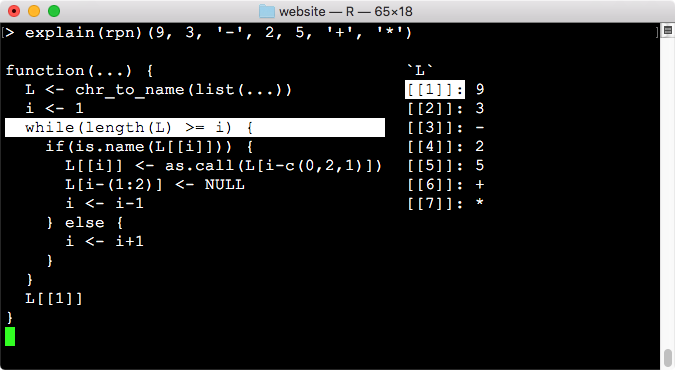 website — R — 65×18
> explain(rpn)(9, 3, '-', 2, 5, '+', '*')
function(...) { `L`
  L <- chr_to_name(list(...)) [[1]]: 9
  i <- 1 [[2]]: 3
  while(length(L) >= i) { [[3]]: -
    if(is.name(L[[i]])) { [[4]]: 2
      L[[i]] <- as.call(L[i-c(0,2,1)]) [[5]]: 5
      L[i-(1:2)] <- NULL [[6]]: +
      i <- i-1 [[7]]: *
    } else {
      i <- i+1
    }
  }
  L[[1]]
}